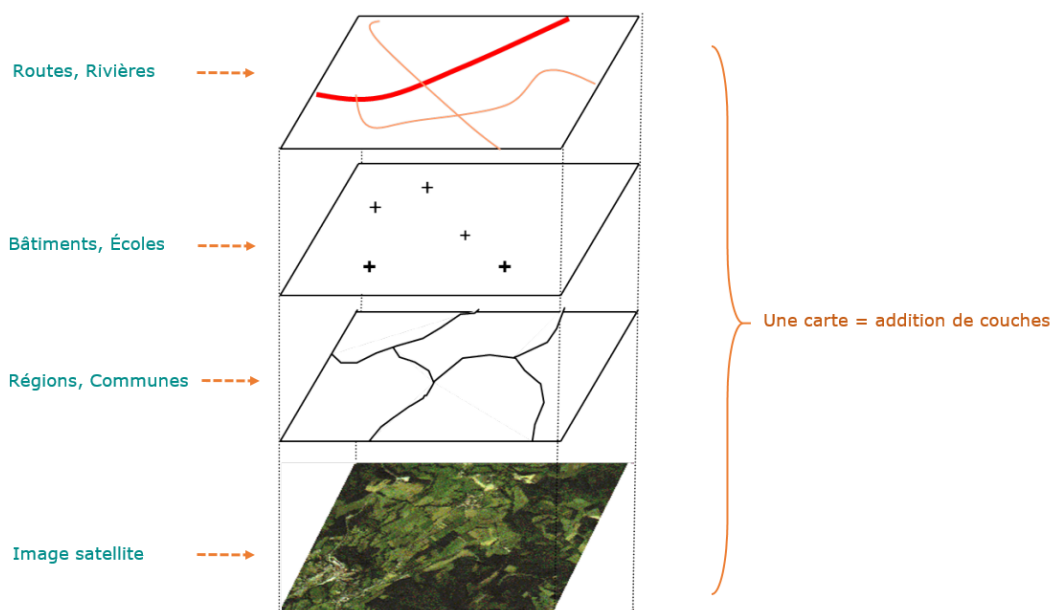 Routes, Rivières
Bâtiments, Écoles
Une carte = addition de couches
Régions, Communes
Image satellite